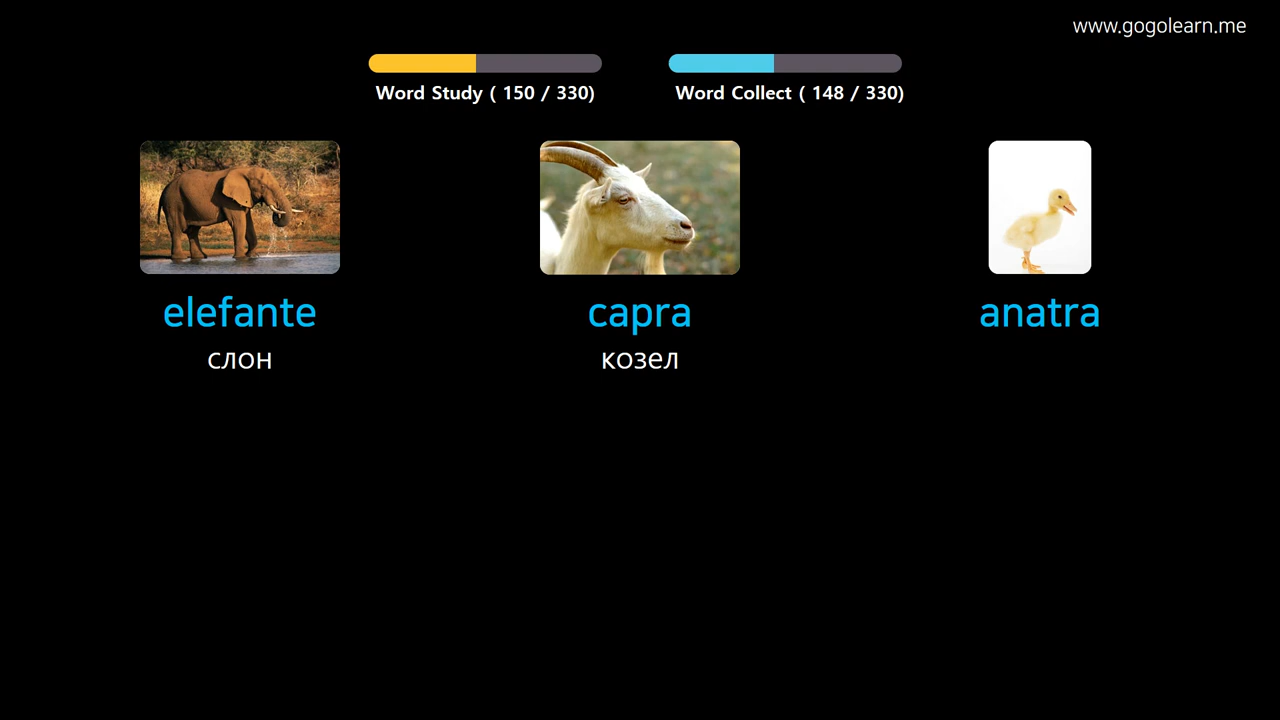 www.gogolearn.me
Word Study ( 150 / 330)
Word Collect ( 148 / 330)
elefante
capra
anatra
слон
козел